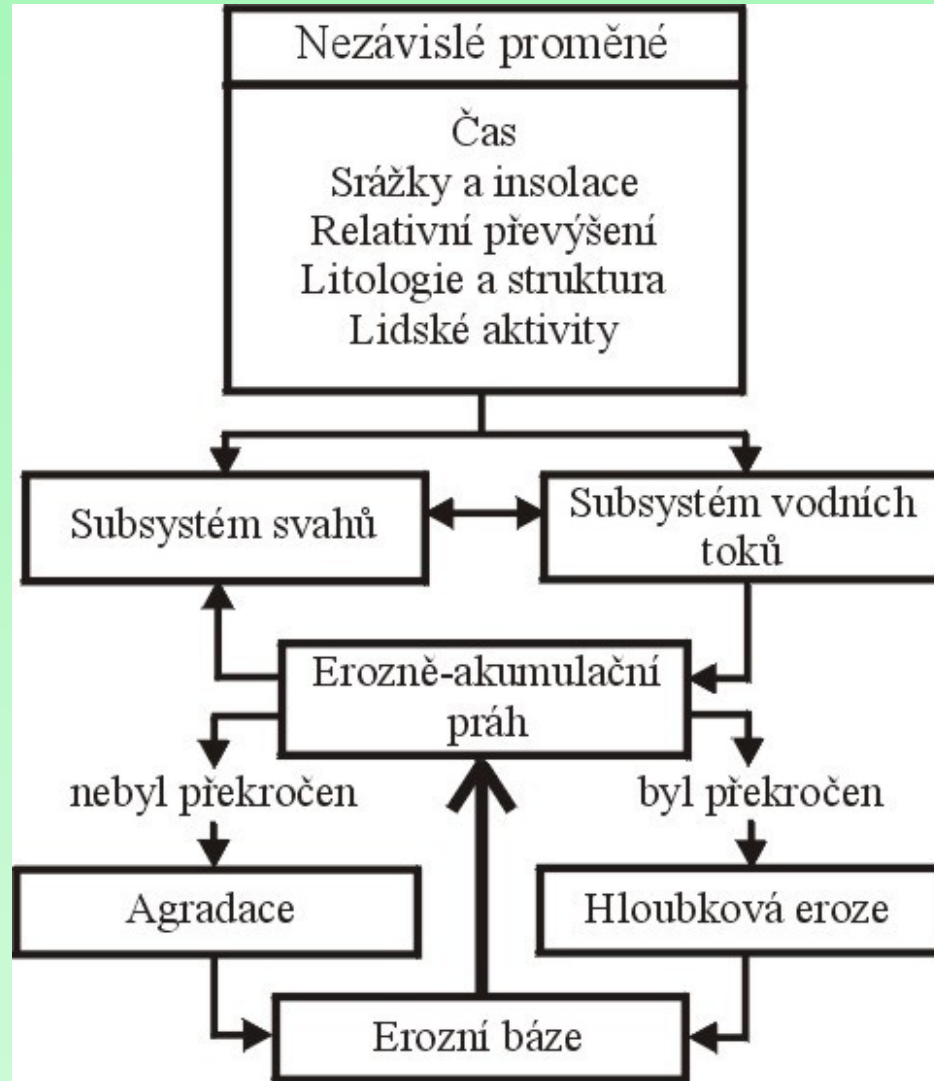 Nezávislé proměné
Čas
Srážky a insolace
Relativní převýšení
Litologie a struktura
Lidské aktivity
Subsystém svahů
Subsystém vodních
toků
Erozně-akumulační
práh
nebyl překročen
byl překročen
Agradace
Hloubková eroze
Erozní báze